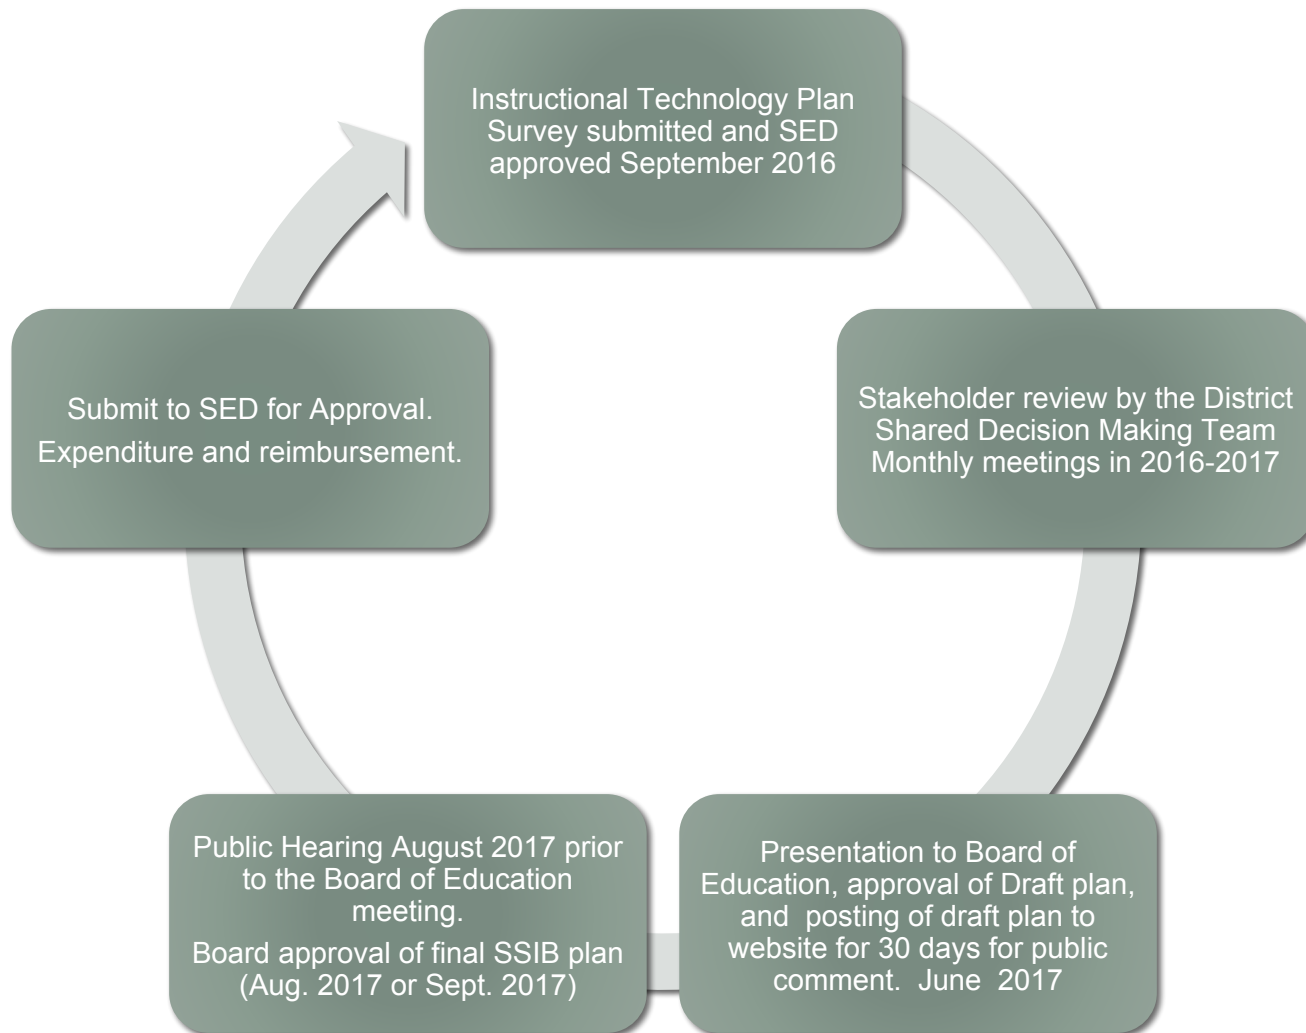 Instructional Technology Plan
Survey submitted and SED
approved September 2016
Stakeholder review by the District
Shared Decision Making Team
Monthly meetings in 2016-2017
Presentation to Board of
Education, approval of Draft plan,
and  posting of draft plan to
website for 30 days for public
comment.  June  2017
Public Hearing August 2017 prior
to the Board of Education
meeting.
Board approval of final SSIB plan
(Aug. 2017 or Sept. 2017)
Submit to SED for Approval.
Expenditure and reimbursement.